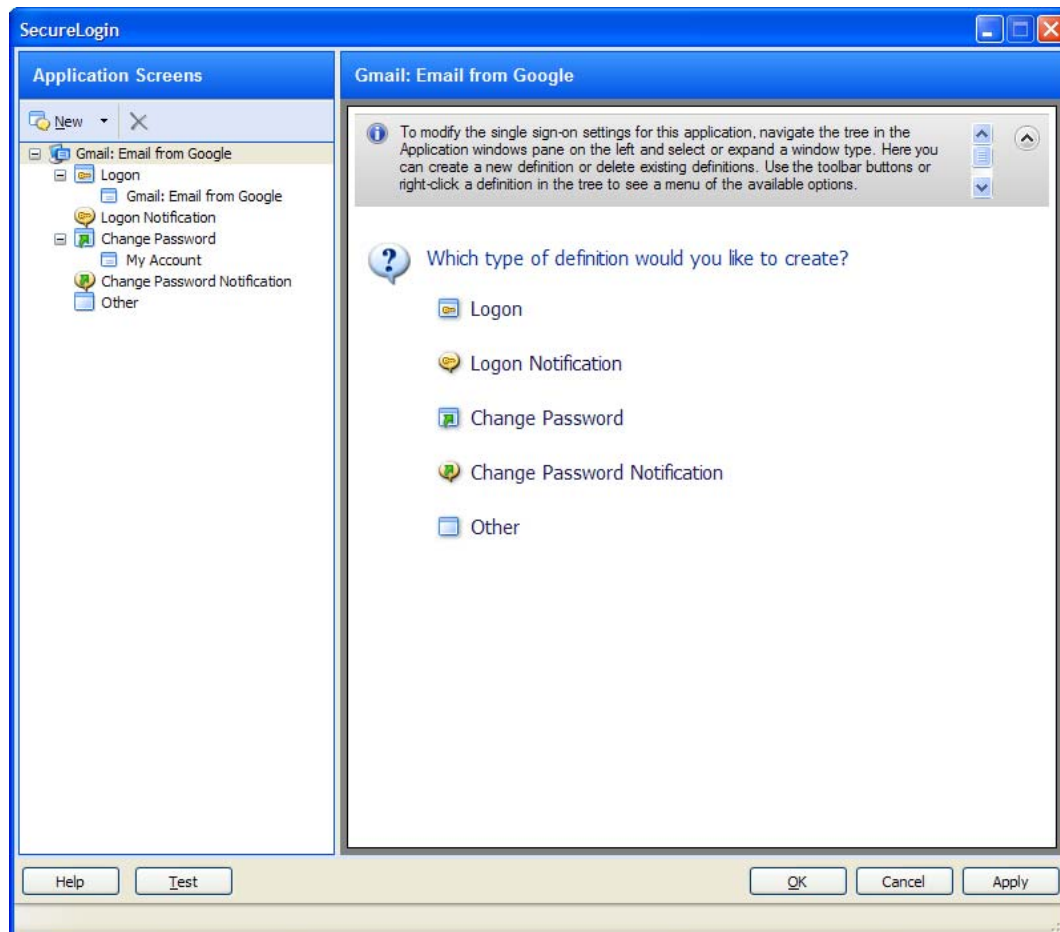 SecureLogin
Application Screens
New
Gmail: Email from Google
Logon
Gmail: Email from Google
Logon Notification
Change Password
My Account
Change Password Notification
Other
Gmail: Email from Google
To modify the single sign-on settings for this application, navigate the tree in the
Application windows pane on the left and select or expand a window type. Here you
can create a new definition or delete existing definitions. Use the toolbar buttons or
right-click a definition in the tree to see a menu of the available options.
Which type of definition would you like to create?
Logon
Logon Notification
Change Password
Change Password Notification
Other
Help
Test
OK
Cancel
Apply